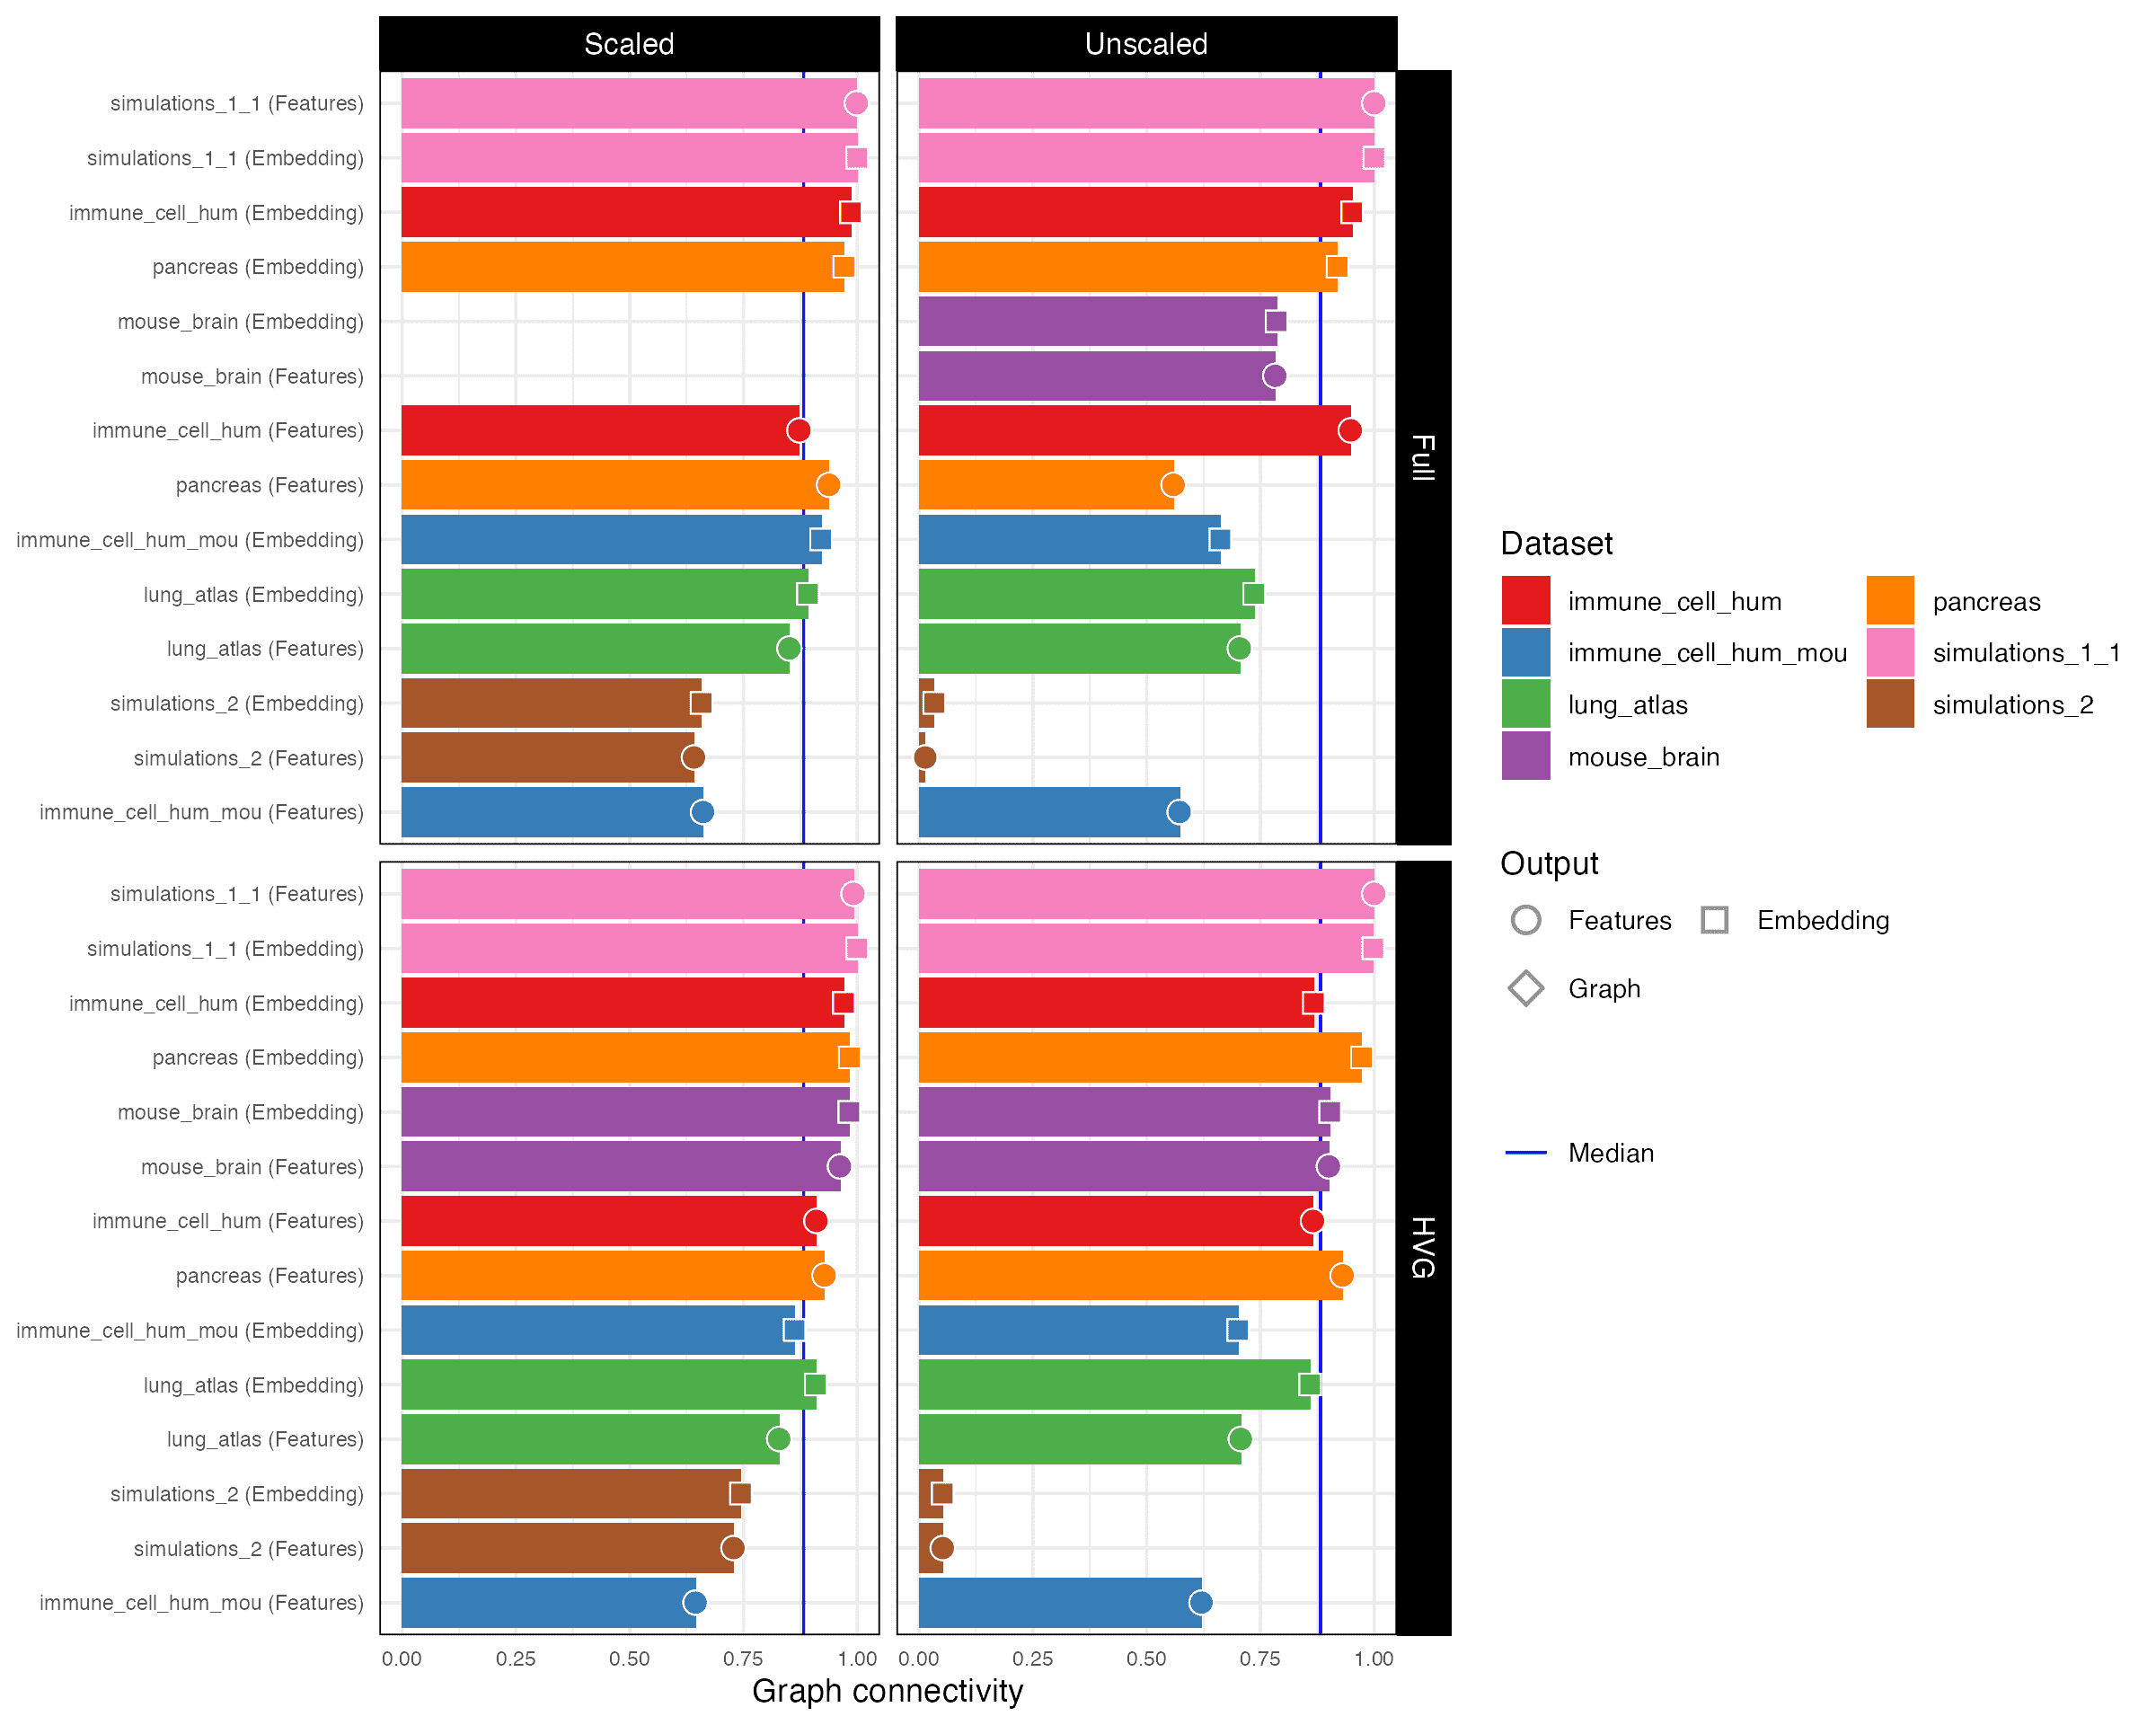 Scaled
Unscaled
simulations_1_1 (Features)
simulations_1_1 (Embedding)
immune_cell_hum (Embedding)
pancreas (Embedding)
mouse_brain (Embedding)
mouse_brain (Features)
immune_cell_hum (Features)
pancreas (Features)
immune_cell_hum_mou (Embedding)
lung_atlas (Embedding)
lung_atlas (Features)
simulations_2 (Embedding)
simulations_2 (Features)
immune_cell_hum_mou (Features)
Full
simulations_1_1 (Features)
simulations_1_1 (Embedding)
immune_cell_hum (Embedding)
pancreas (Embedding)
mouse_brain (Embedding)
mouse_brain (Features)
immune_cell_hum (Features)
pancreas (Features)
immune_cell_hum_mou (Embedding)
lung_atlas (Embedding)
lung_atlas (Features)
simulations_2 (Embedding)
simulations_2 (Features)
immune_cell_hum_mou (Features)
HVG
0.00 0.25 0.50 0.75 1.00
0.00 0.25 0.50 0.75 1.00
Graph connectivity
Dataset
immune_cell_hum
immune_cell_hum_mou
lung_atlas
mouse_brain
pancreas
simulations_1_1
simulations_2
Output
Features
Embedding
Graph
Median